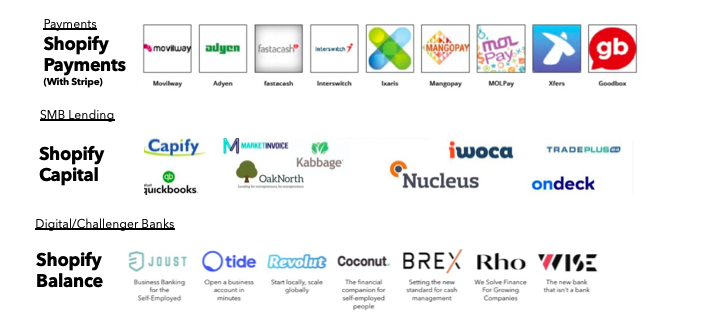 Payments
Shopify
Payments
(With Stripe)
movilway
adyen
fastacash
interswitch
MANGOPAY
MOL
Pay
gb
Movilway
Adyen
fastacash
Interswitch
Ixaris
Mangopay
MOLPay
Xfers
Goodbox
SMB Lending
Shopify
Capital
Capify
MARKETINVOICE
Kabbage
iwoca
TRADEPLUS24
qb
quickbooks.
OakNorth
Nucleus
ondeck
Digital/Challenger Banks
Shopify
Balance
JOUST
tide
Revolut
Coconut.
BREX
Rho
WISE
Business Banking
for the
Self-Employed
Open a business
account in
minutes
Start locally, scale
globally
The financial
companion for
self-employed
people
Setting the new
standard for cash
management
We Solve Finance
For Growing
Companies
The new bank
that isn't a bank